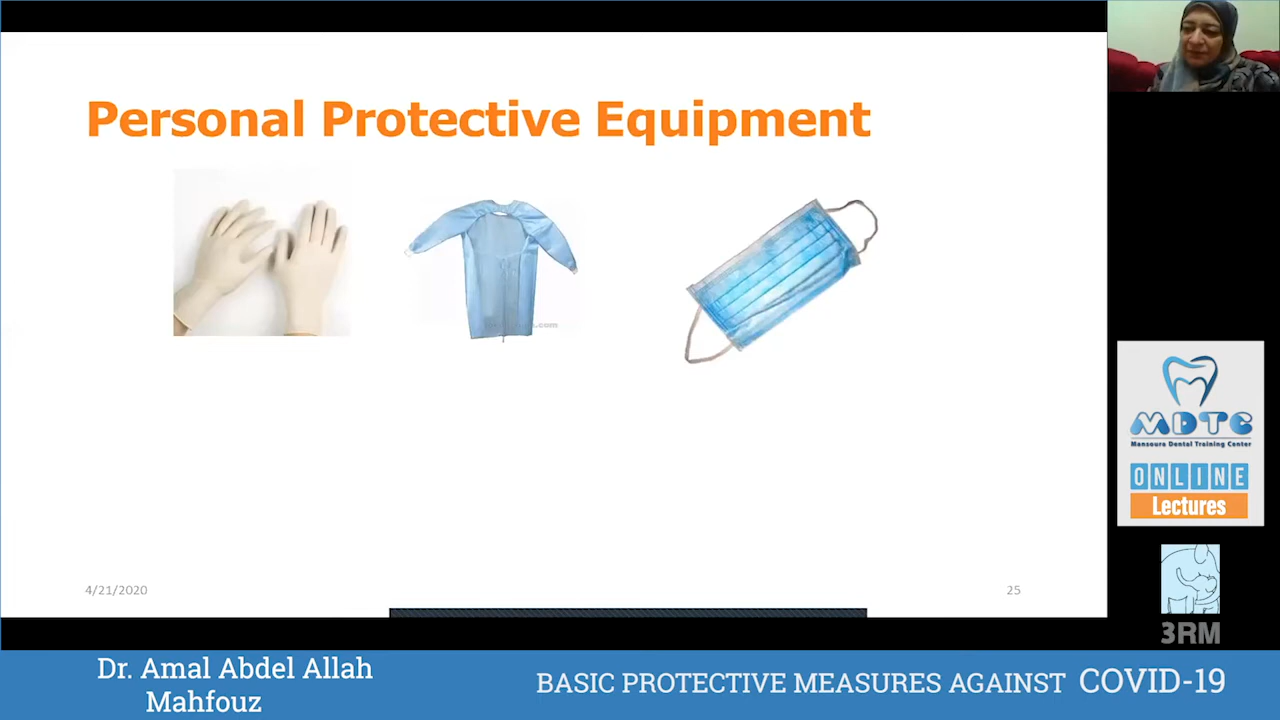 Personal Protective Equipment
4/21/2020
25
MDTC
Mansoura Dental Training Center
ONLINE
Lectures
3RM
Dr. Amal Abdel Allah
Mahfouz
BASIC PROTECTIVE MEASURES AGAINST COVID-19